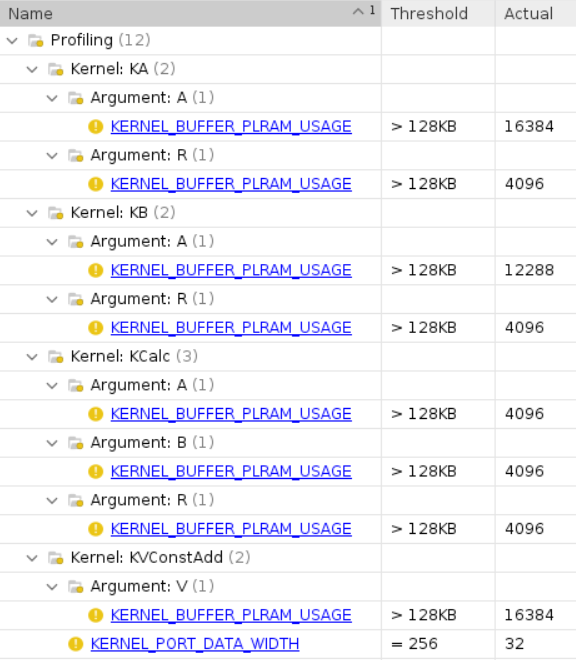 Name 1 Threshold Actual
Profiling (12)
Kernel: KA (2)
Argument: A (1)
KERNEL_BUFFER_PLRAM_USAGE > 128KB 16384
Argument: R (1)
KERNEL_BUFFER_PLRAM_USAGE > 128KB 4096
Kernel: KB (2)
Argument: A (1)
KERNEL_BUFFER_PLRAM_USAGE > 128KB 12288
Argument: R (1)
KERNEL_BUFFER_PLRAM_USAGE > 128KB 4096
Kernel: KCalc (3)
Argument: A (1)
KERNEL_BUFFER_PLRAM_USAGE > 128KB 4096
Argument: B (1)
KERNEL_BUFFER_PLRAM_USAGE > 128KB 4096
Argument: R (1)
KERNEL_BUFFER_PLRAM_USAGE > 128KB 4096
Kernel: KVConstAdd (2)
Argument: V (1)
KERNEL_BUFFER_PLRAM_USAGE > 128KB 16384
KERNEL_PORT_DATA_WIDTH = 256 32